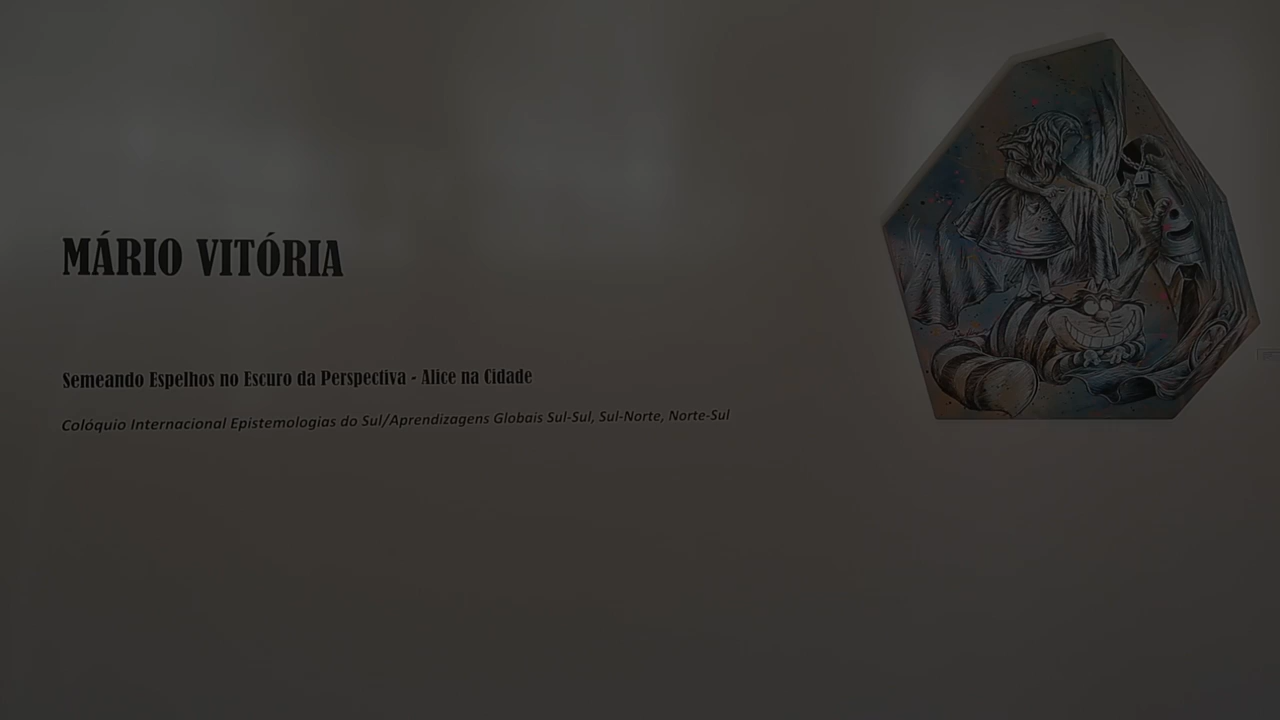 MÁRIO VITÓRIA
Semeando Espelhos no Escuro da Perspectiva - Alice na Cidade
Colóquio Internacional Epistemologias do Sul/Aprendizagens Globais Sul-Sul, Sul-Norte, Norte-Sul